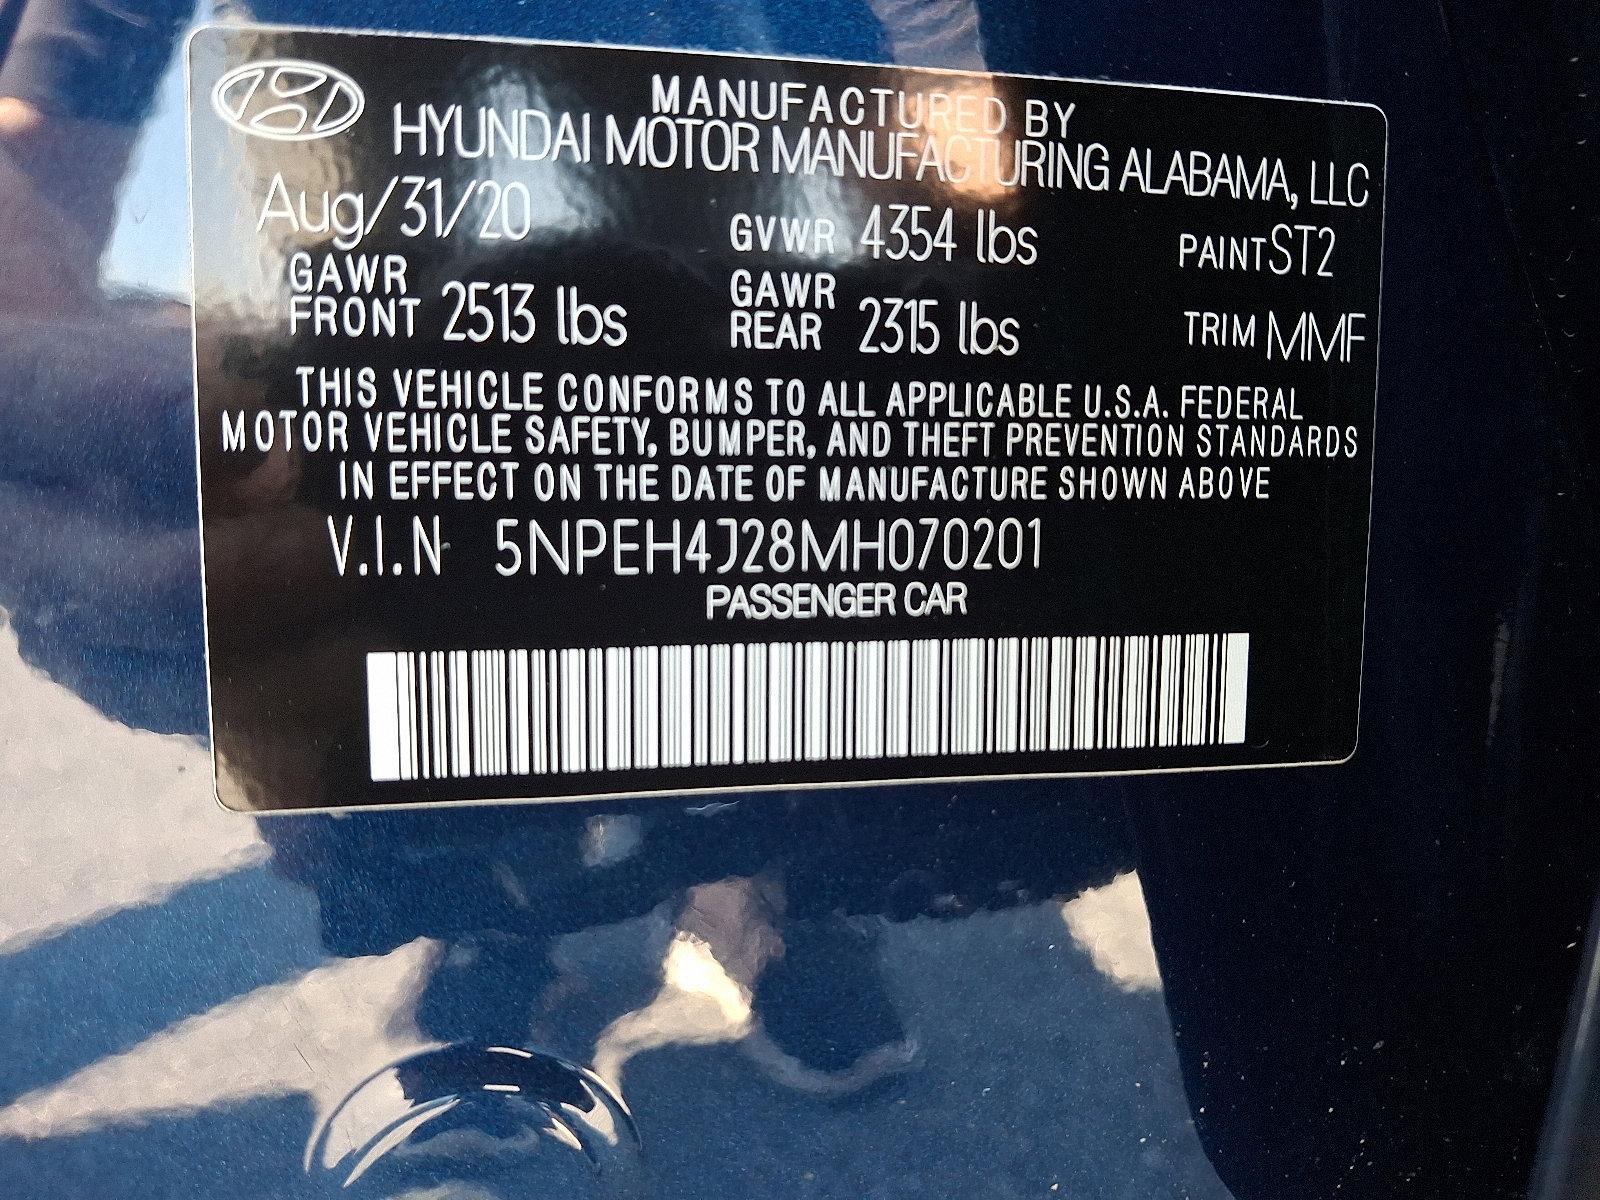 MANUFACTURED BY
HYUNDAI MOTOR MANUFACTURING ALABAMA, LLC
Aug/31/20 GVWR 4354 lbs PAINT ST2
GAWR FRONT 2513 lbs GAWR REAR 2315 lbs TRIM MMF
THIS VEHICLE CONFORMS TO ALL APPLICABLE U.S.A. FEDERAL
MOTOR VEHICLE SAFETY, BUMPER, AND THEFT PREVENTION STANDARDS
IN EFFECT ON THE DATE OF MANUFACTURE SHOWN ABOVE
V.I.N 5NPEH4J28MH070201
PASSENGER CAR